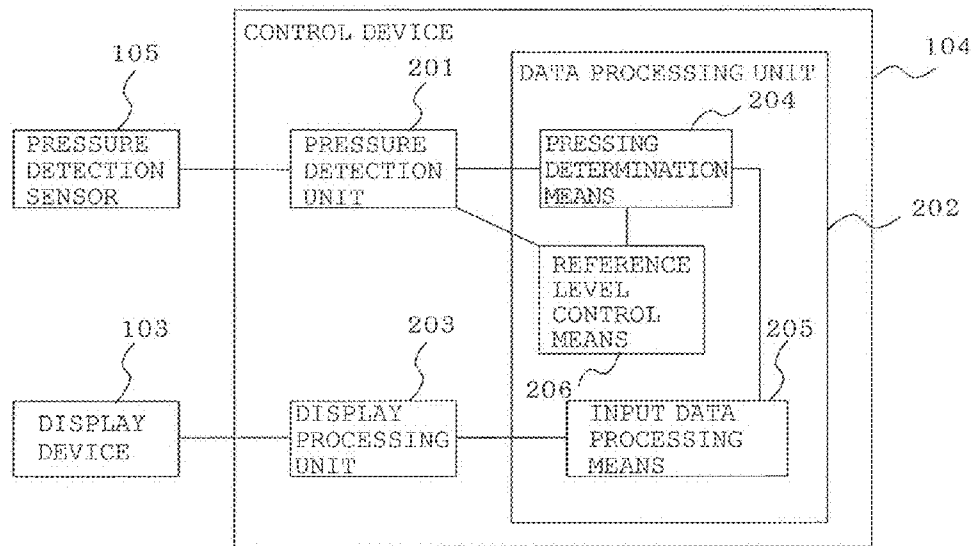 CONTROL DEVICE
104
105
201
DATA PROCESSING UNIT
204
PRESSURE
DETECTION
SENSOR
PRESSURE
DETECTION
UNIT
PRESSING
DETERMINATION
MEANS
202
REFERENCE
LEVEL
CONTROL
MEANS
103
203
205
206
DISPLAY
DEVICE
DISPLAY
PROCESSING
UNIT
INPUT DATA
PROCESSING
MEANS